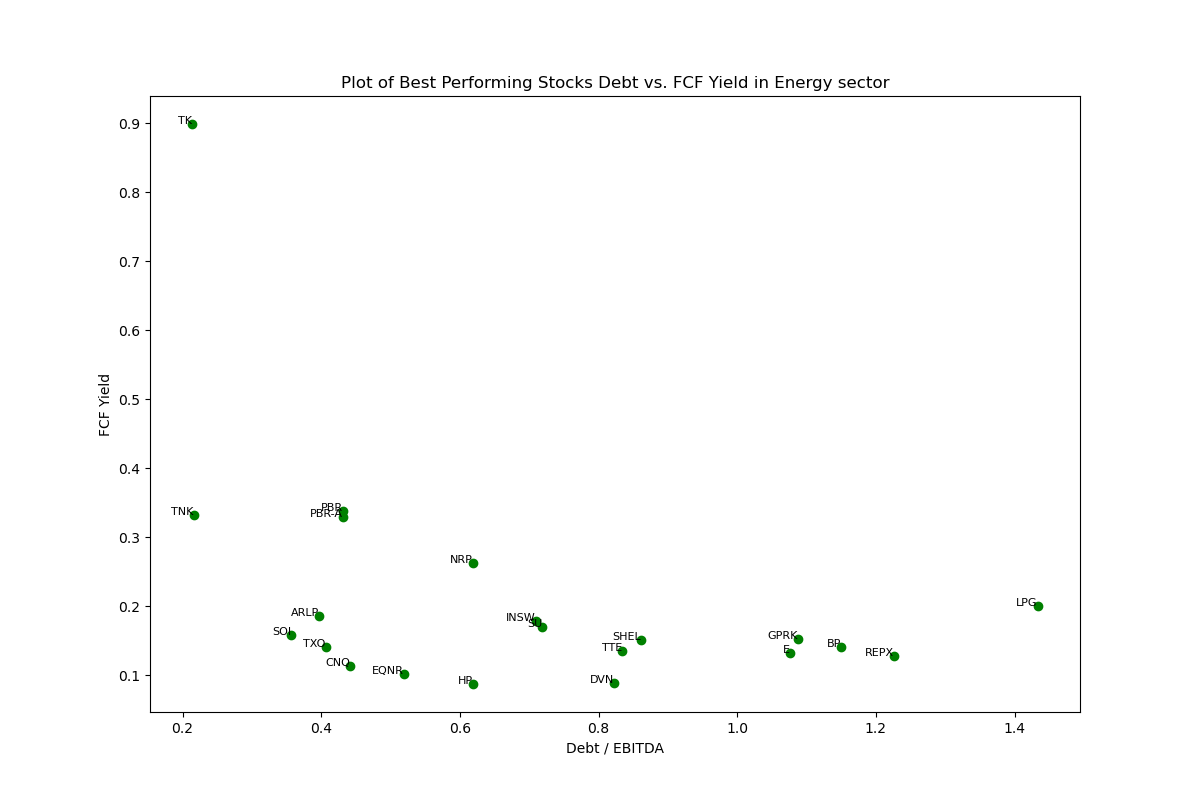 Plot of Best Performing Stocks Debt vs. FCF Yield in Energy sector
FCF Yield
0.9
0.8
0.7
0.6
0.5
0.4
0.3
0.2
0.1
TK
PBR
TNK
PBR-A
NRP
ARLP
LPG
INSW
SOL
SHEL
GPRK
TXO
BP
TTE
E
REPX
CNQ
EQNR
HP
DVN
0.2
0.4
0.6
0.8
1.0
1.2
1.4
Debt / EBITDA